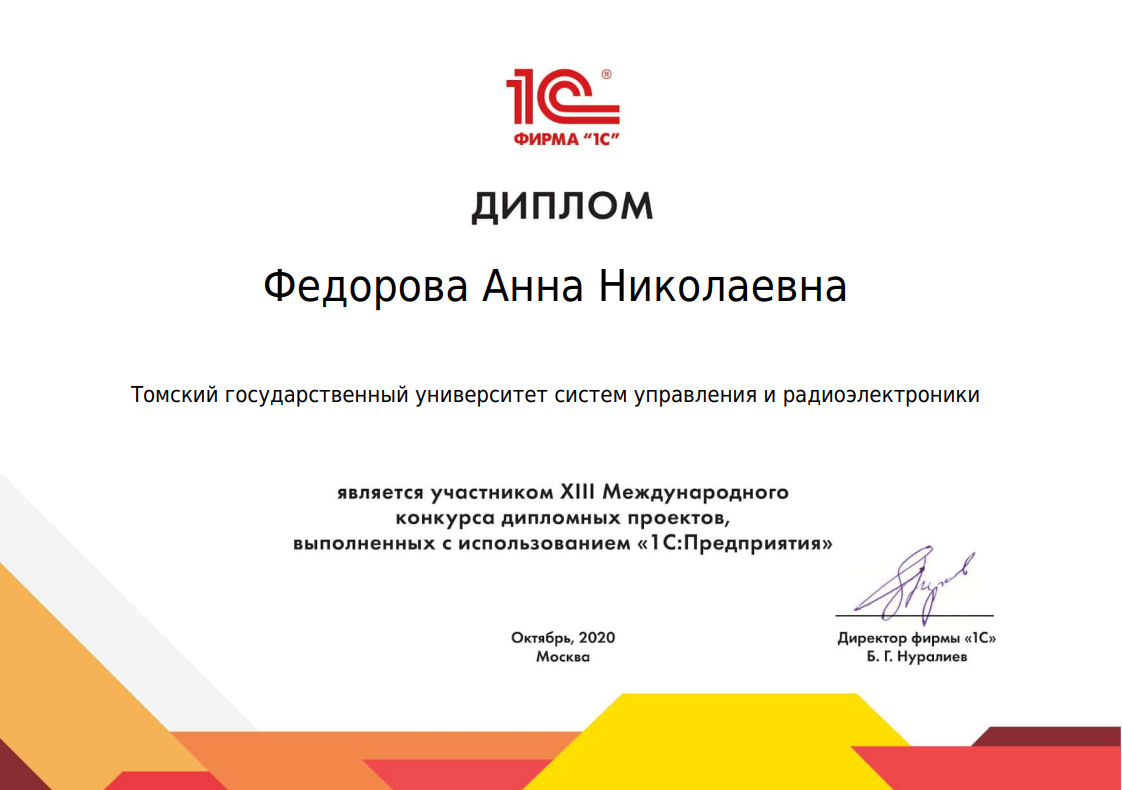 1С®
ФИРМА “1С”
ДИПЛОМ
Федорова Анна Николаевна
Томский государственный университет систем управления и радиоэлектроники
является участником XIII Международного
конкурса дипломных проектов,
выполненных с использованием «1С:Предприятия»
Октябрь, 2020
Москва
Директор фирмы «1С»
Б. Г. Нуралиев